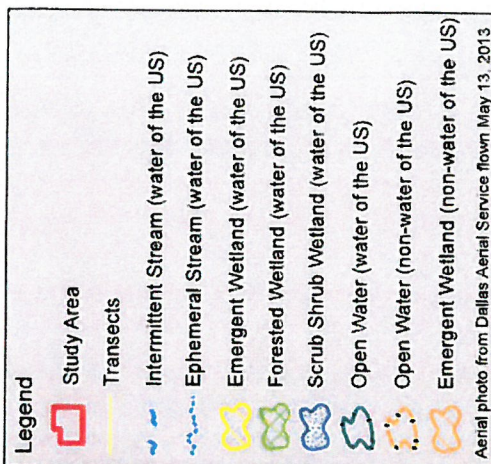 Legend
Study Area
Transects
Intermittent Stream (water of the US)
Ephemeral Stream (water of the US)
Emergent Wetland (water of the US)
Forested Wetland (water of the US)
Scrub Shrub Wetland (water of the US)
Open Water (water of the US)
Open Water (non-water of the US)
Emergent Wetland (non-water of the US)
Aerial photo from Dallas Aerial Service flown May 13, 2013